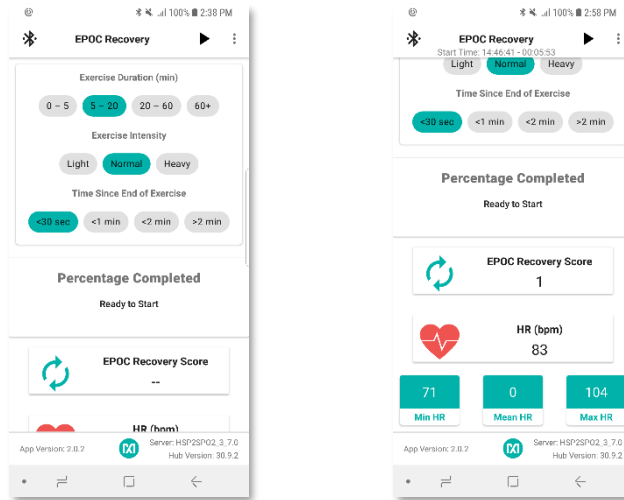 100% 2:38 PM
EPOC Recovery
Exercise Duration (min)
0 – 5 5 – 20 20 – 60 60+
Exercise Intensity
Light Normal Heavy
Time Since End of Exercise
<30 sec <1 min <2 min >2 min
Percentage Completed
Ready to Start
EPOC Recovery Score
--
HR (bpm)
App Version: 2.0.2
Server: HSP2SPO2_3_7.0
Hub Version: 30.9.2
100% 2:58 PM
EPOC Recovery
Start Time: 14:46:41 - 00:05:53
Light Normal Heavy
Time Since End of Exercise
<30 sec <1 min <2 min >2 min
Percentage Completed
Ready to Start
EPOC Recovery Score
1
HR (bpm)
83
71 0 104
Min HR Mean HR Max HR
App Version: 2.0.2
Server: HSP2SPO2_3_7.0
Hub Version: 30.9.2